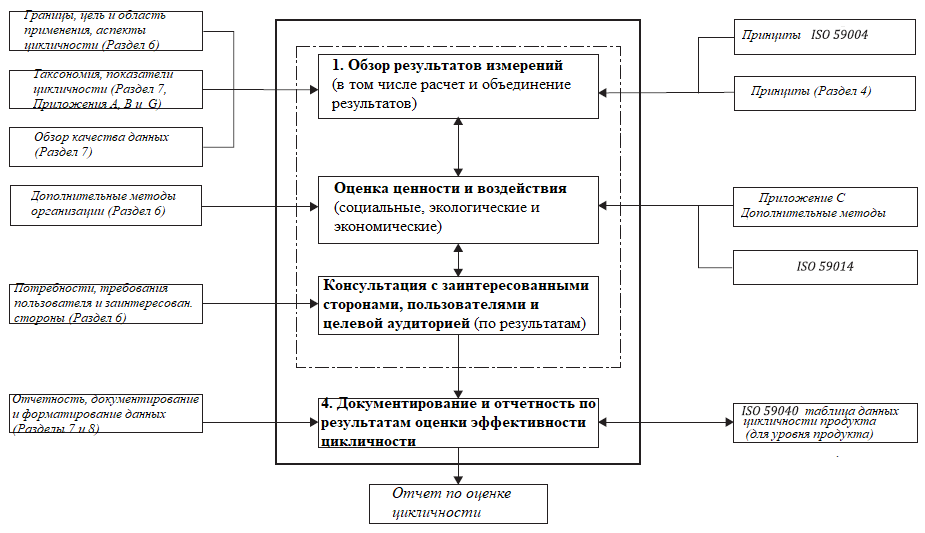 Границы, цель и область
применения, аспекты
цикличности (Раздел 6)
Таксономия, показатели
цикличности (Раздел 7,
Приложения А, В и G)
Обзор качества данных
(Раздел 7)
Дополнительные методы
организации (Раздел 6)
Потребности, требования
пользователя и заинтересован.
стороны (Раздел 6)
Отчетность, документирование
и форматирование данных
(Разделы 7 и 8)
1. Обзор результатов измерений
(в том числе расчет и объединение
результатов)
Оценка ценности и воздействия
(социальные, экологические и
экономические)
Консультация с заинтересованными
сторонами, пользователями и
целевой аудиторией (по результатам)
4. Документирование и отчетность по
результатам оценки эффективности
цикличности
Отчет по оценке
цикличности
Принципы ISO 59004
Принципы (Раздел 4)
Приложение С
Дополнительные методы
ISO 59014
ISO 59040 таблица данных
цикличности продукта
(для уровня продукта)